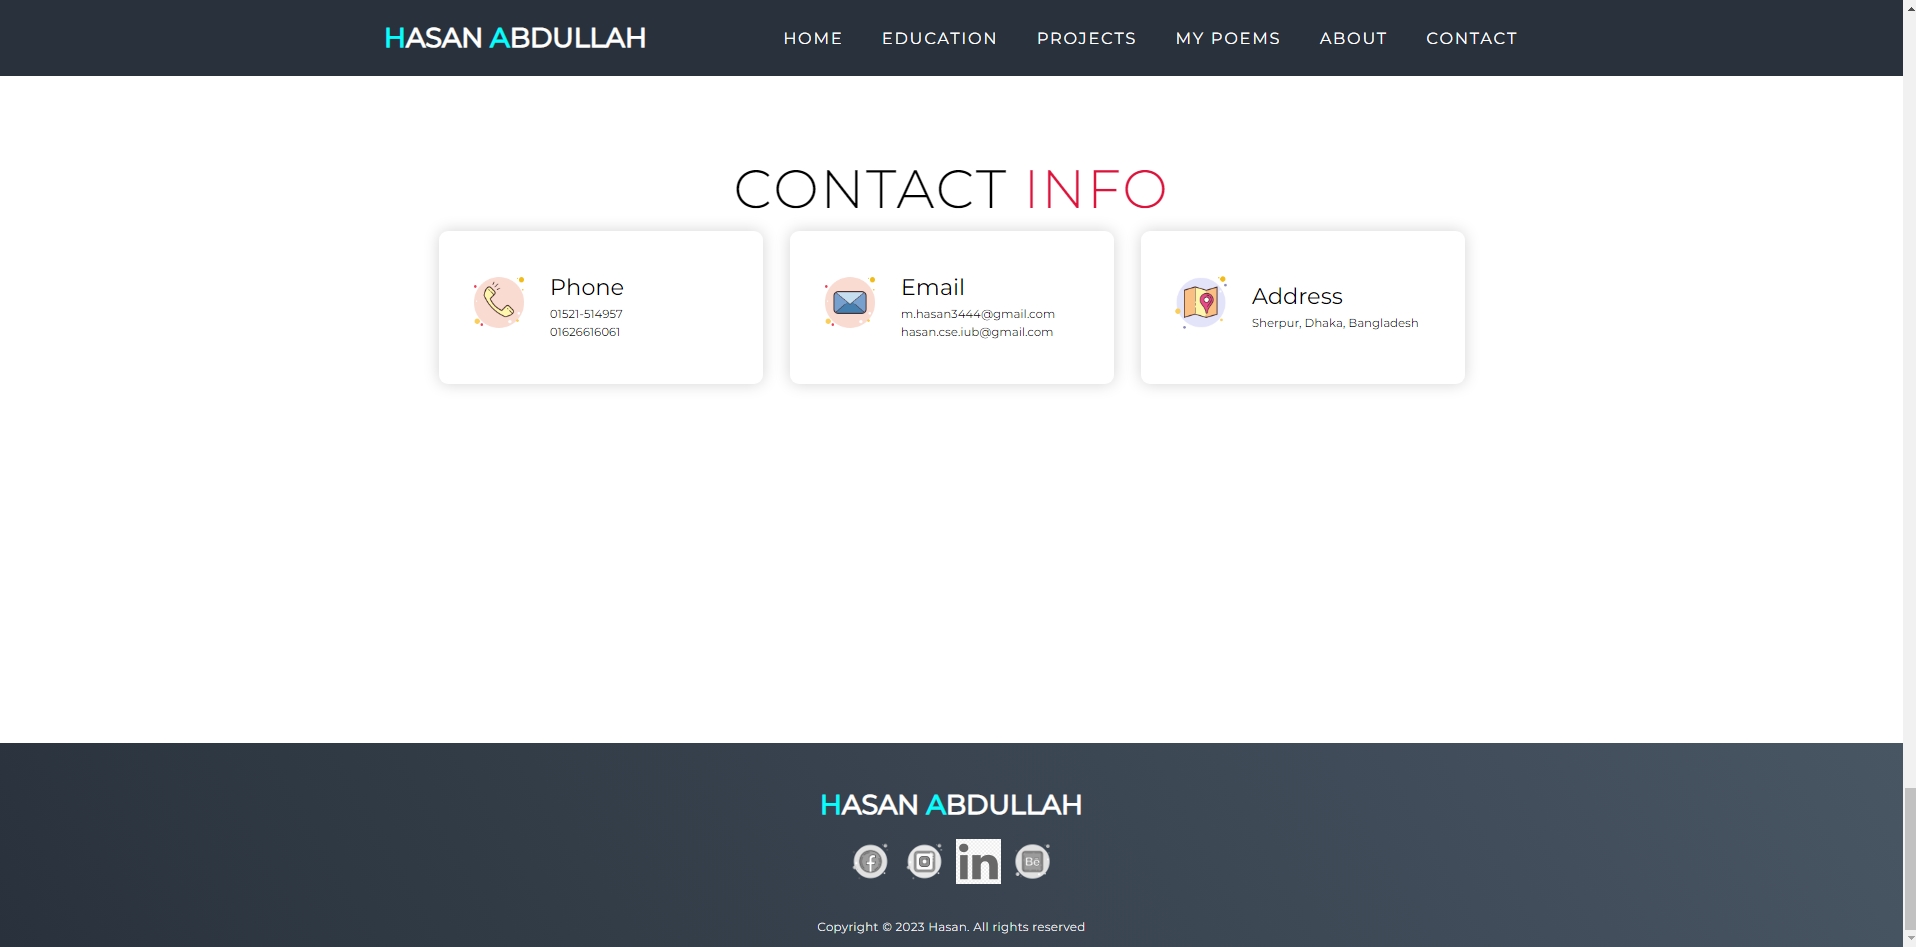 HASAN ABDULLAH
HOME EDUCATION PROJECTS MY POEMS ABOUT CONTACT
CONTACT INFO
Phone
01521-514957
01626616061
Email
m.hasan3444@gmail.com
hasan.cse.iub@gmail.com
Address
Sherpur, Dhaka, Bangladesh
HASAN ABDULLAH
f
in
Be
Copyright © 2023 Hasan. All rights reserved